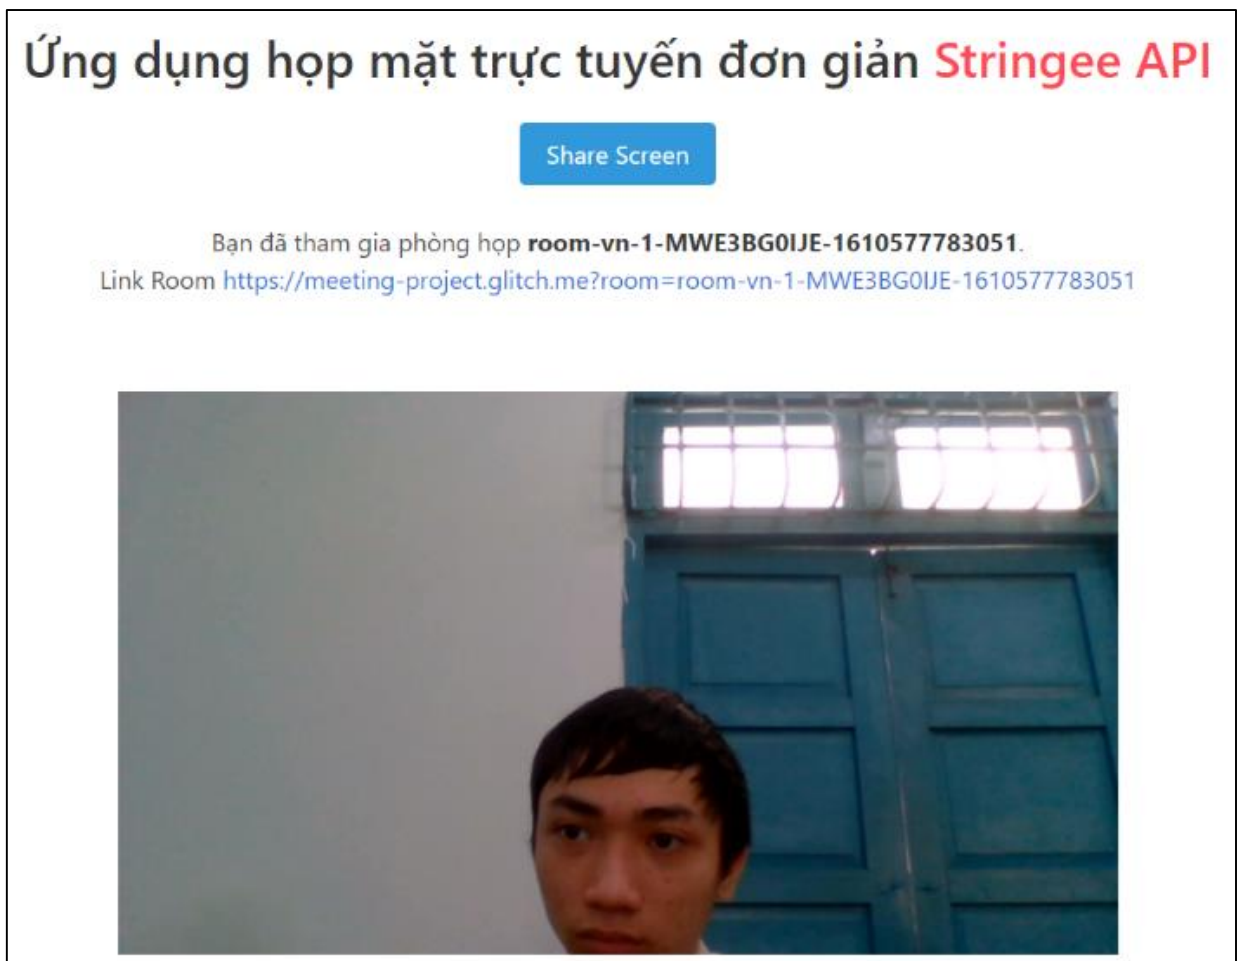 Ứng dụng họp mặt trực tuyến đơn giản Stringee API
Share Screen
Bạn đã tham gia phòng họp room-vn-1-MWE3BG0IJE-1610577783051.
Link Room https://meeting-project.glitch.me?room=room-vn-1-MWE3BG0IJE-1610577783051